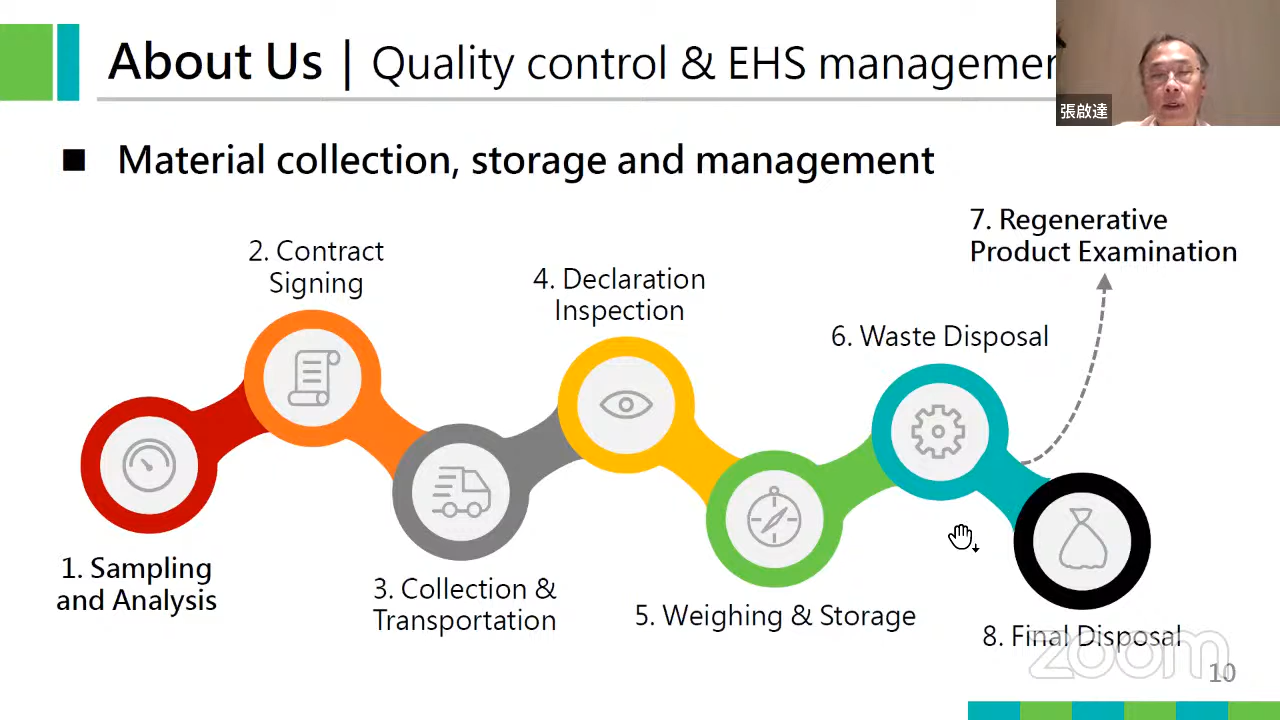 About Us | Quality control & EHS managemen
張啟達
■ Material collection, storage and management
7. Regenerative
Product Examination
2. Contract
Signing
4. Declaration
Inspection
6. Waste Disposal
1. Sampling
and Analysis
3. Collection &
Transportation
5. Weighing & Storage
8. Final Disposal
zoom
10